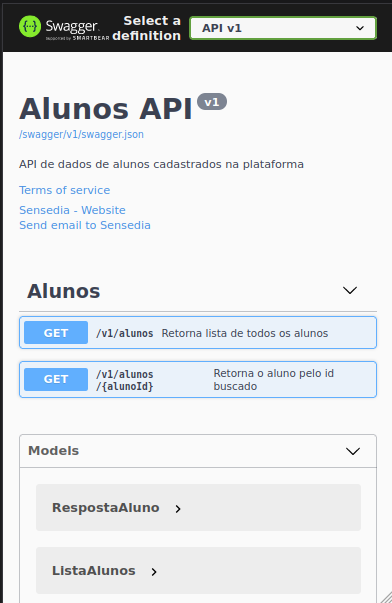 Swagger
Supported by SMARTBEAR
Select a
definition
API v1
Alunos API v1
/swagger/v1/swagger.json
API de dados de alunos cadastrados na plataforma
Terms of service
Sensedia - Website
Send email to Sensedia
Alunos
GET /v1/alunos Retorna lista de todos os alunos
GET /v1/alunos Retorna o aluno pelo id
/{alunoId} buscado
Models
RespostaAluno
ListaAlunos